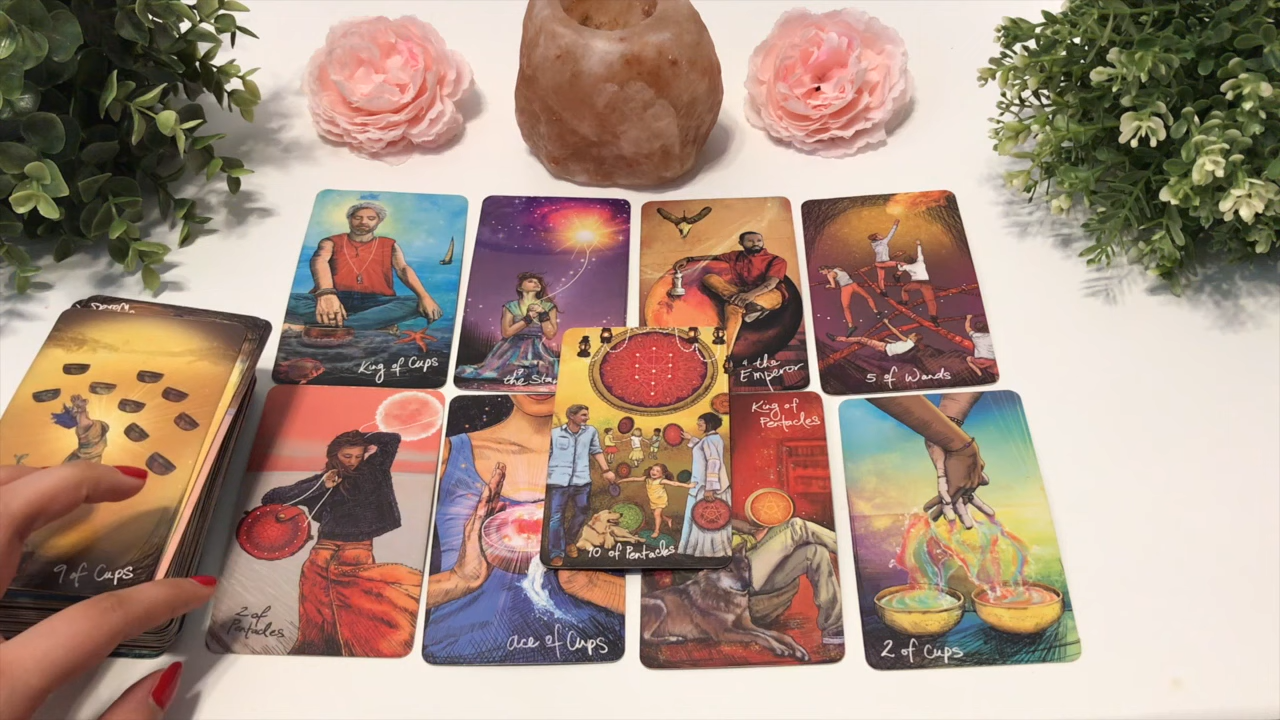 King of Cups
the Sta
4 the
Emperor
5 of Wands
King of
Pentacles
10 of Pentacles
9 of Cups
2 of
Pentacles
ace of Cups
2 of Cups